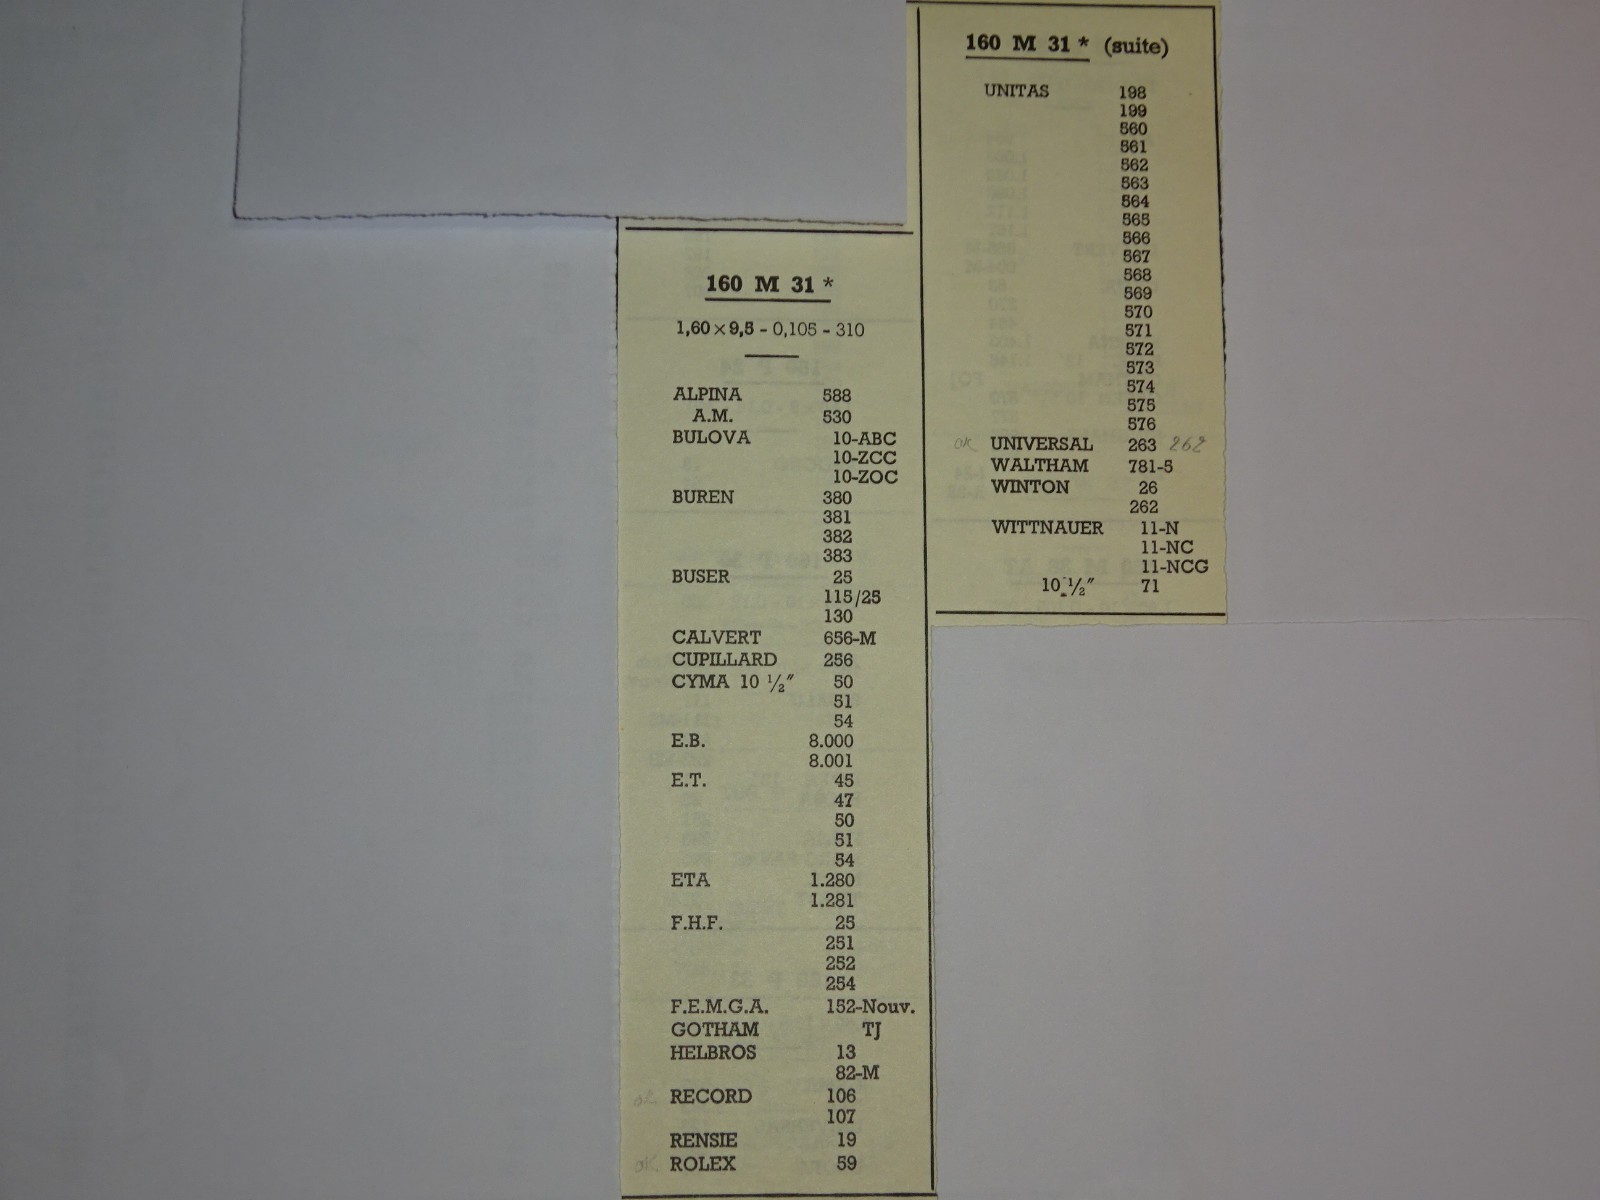 160 M 31 *
1,60 × 9,5 - 0,105 - 310
ALPINA 588
A.M. 530
BULOVA 10-ABC
10-ZCC
10-ZOC
BUREN 380
381
382
383
BUSER 25
115/25
130
CALVERT 656-M
CUPILLARD 256
CYMA 10 ½″ 50
51
54
E.B. 8.000
8.001
E.T. 45
47
50
51
54
ETA 1.280
1.281
F.H.F. 25
251
252
254
F.E.M.G.A. 152-Nouv.
GOTHAM TJ
HELBROS 13
82-M
RECORD 106
107
RENSIE 19
OK ROLEX 59
160 M 31 * (suite)
UNITAS 198
199
560
561
562
563
564
565
566
567
568
569
570
571
572
573
574
575
576
OK UNIVERSAL 263 262
WALTHAM 781-5
WINTON 26
262
WITTNAUER 11-N
11-NC
11-NCG
10 ½″ 71